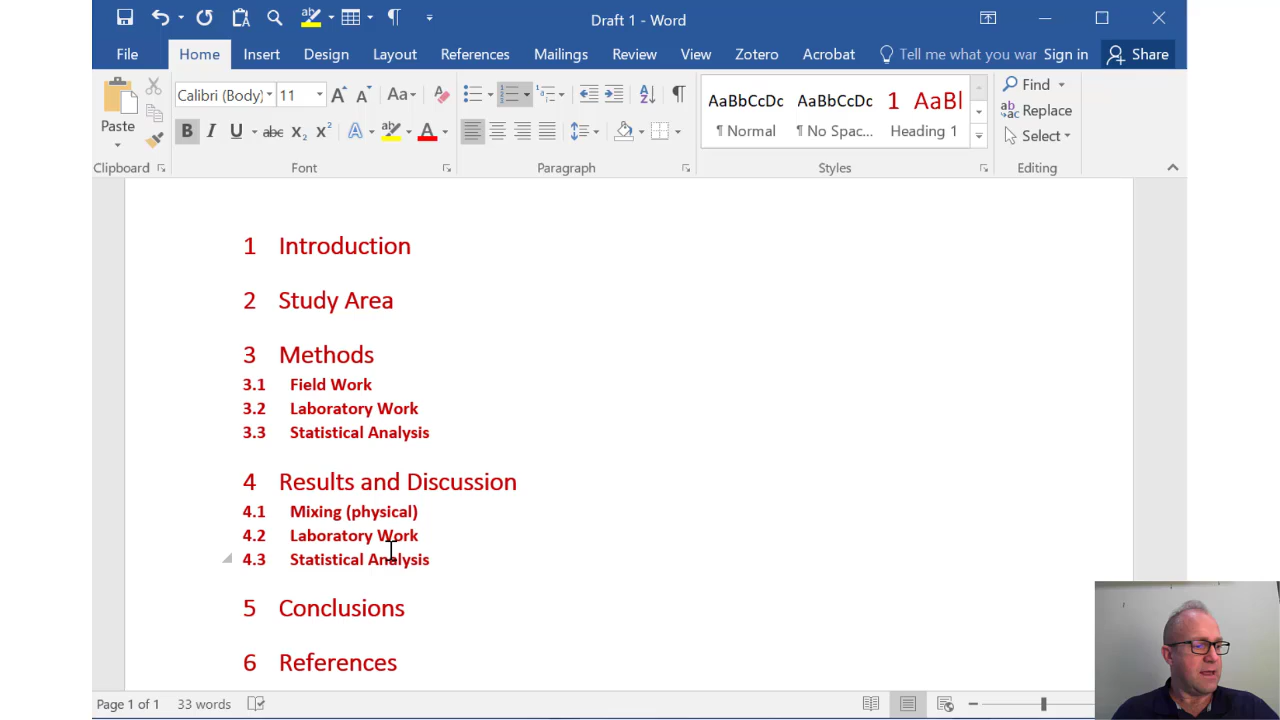 Draft 1 - Word
File Home Insert Design Layout References Mailings Review View Zotero Acrobat Tell me what you war Sign in Share
Calibri (Body) 11 Aa AaBbCcDc AaBbCcDc 1 AaBl Find
Replace
Paste B I U abc X₂ X² A A ¶ Normal ¶ No Spac... Heading 1 Select
Clipboard Font Paragraph Styles Editing
1 Introduction
2 Study Area
3 Methods
3.1 Field Work
3.2 Laboratory Work
3.3 Statistical Analysis
4 Results and Discussion
4.1 Mixing (physical)
4.2 Laboratory Work
4.3 Statistical Analysis
5 Conclusions
6 References
Page 1 of 1 33 words